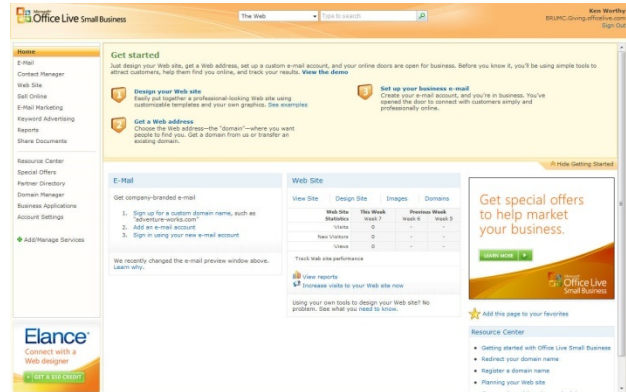 Microsoft
Office Live Small Business
The Web
Type to search
Ken Worthy
BRUMC.Giving.officelive.com
Sign Out
Home
E-Mail
Contact Manager
Web Site
Sell Online
E-Mail Marketing
Keyword Advertising
Reports
Share Documents
Resource Center
Special Offers
Partner Directory
Domain Manager
Business Applications
Account Settings
Add/Manage Services
Elance
Connect with a
Web designer
GET A $50 CREDIT
Get started
Just design your Web site, get a Web address, set up a custom e-mail account, and your online doors are open for business. Before you know it, you'll be using simple tools to
attract customers, help them find you online, and track your results. View the demo
1
Design your Web site
Easily put together a professional-looking Web site using
customizable templates and your own graphics. See examples
2
Get a Web address
Choose the Web address—the "domain"—where you want
people to find you. Get a domain from us or transfer an
existing domain.
3
Set up your business e-mail
Create your e-mail account, and you're in business. You've
opened the door to connect with customers simply and
professionally online.
Hide Getting Started
E-Mail
Get company-branded e-mail
1. Sign up for a custom domain name, such as
"adventure-works.com"
2. Add an e-mail account
3. Sign in using your new e-mail account
We recently changed the e-mail preview window above.
Learn why.
Web Site
View Site Design Site Images Domains
Web Site This Week Previous Week
Statistics Week 7 Week 6 Week 5
Visits 0 - -
New Visitors 0 - -
Views 0 - -
Track Web site performance
View reports
Increase visits to your Web site now
Using your own tools to design your Web site? No
problem. See what you need to know.
Get special offers
to help market
your business.
LEARN MORE
Microsoft
Office Live
Small Business
Add this page to your favorites
Resource Center
• Getting started with Office Live Small Business
• Redirect your domain name
• Register a domain name
• Planning your Web site